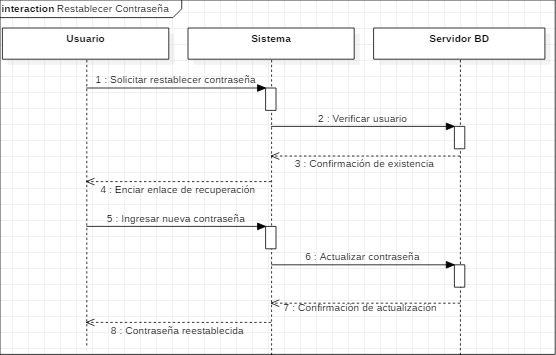 interaction Restablecer Contraseña
Usuario
Sistema
Servidor BD
1 : Solicitar restablecer contraseña
2 : Verificar usuario
3 : Confirmación de existencia
4 : Enciar enlace de recuperación
5 : Ingresar nueva contraseña
6 : Actualizar contraseña
7 : Confirmación de actualización
8 : Contraseña reestablecida